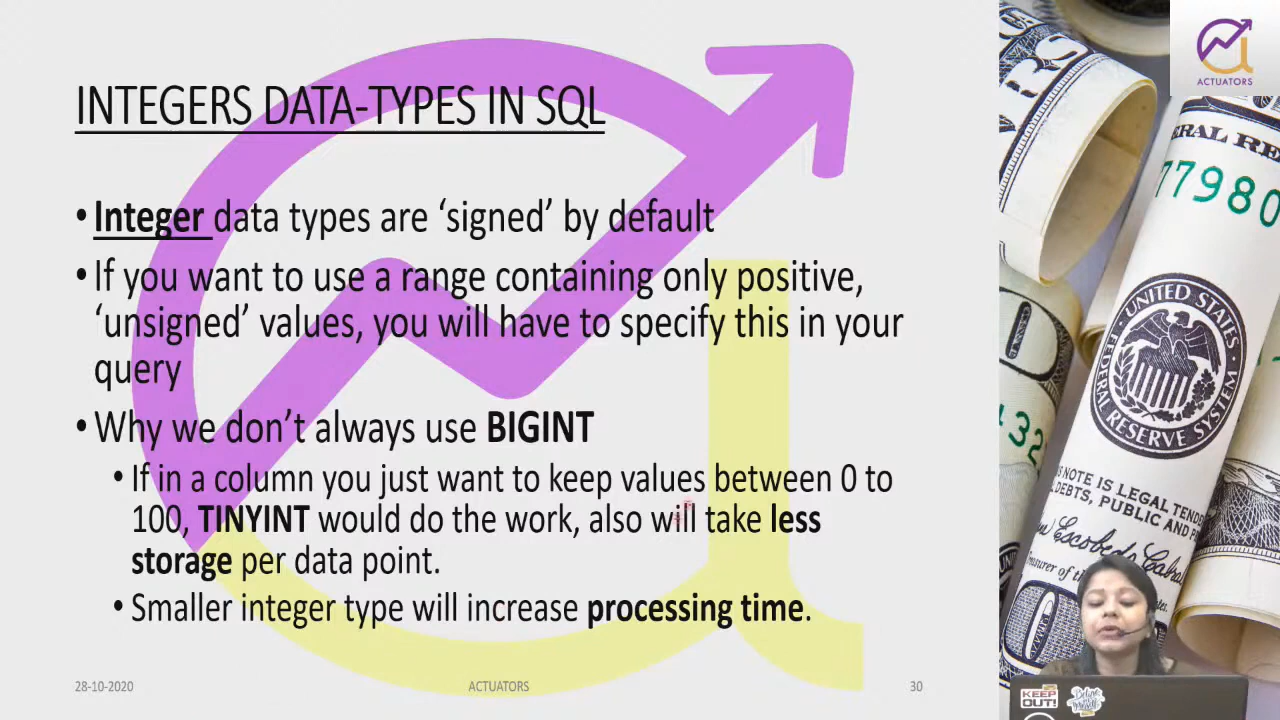 INTEGERS DATA-TYPES IN SQL
• Integer data types are ‘signed’ by default
• If you want to use a range containing only positive,
‘unsigned’ values, you will have to specify this in your
query
• Why we don’t always use BIGINT
• If in a column you just want to keep values between 0 to
100, TINYINT would do the work, also will take less
storage per data point.
• Smaller integer type will increase processing time.
28-10-2020
ACTUATORS
30
ACTUATORS
77980
UNITED STATES
FEDERAL RESERVE SYSTEM
NOTE IS LEGAL TENDE
DEBTS, PUBLIC AND
KEEP
OUT!